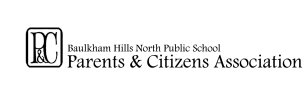 P&C
Baulkham Hills North Public School
Parents & Citizens Association